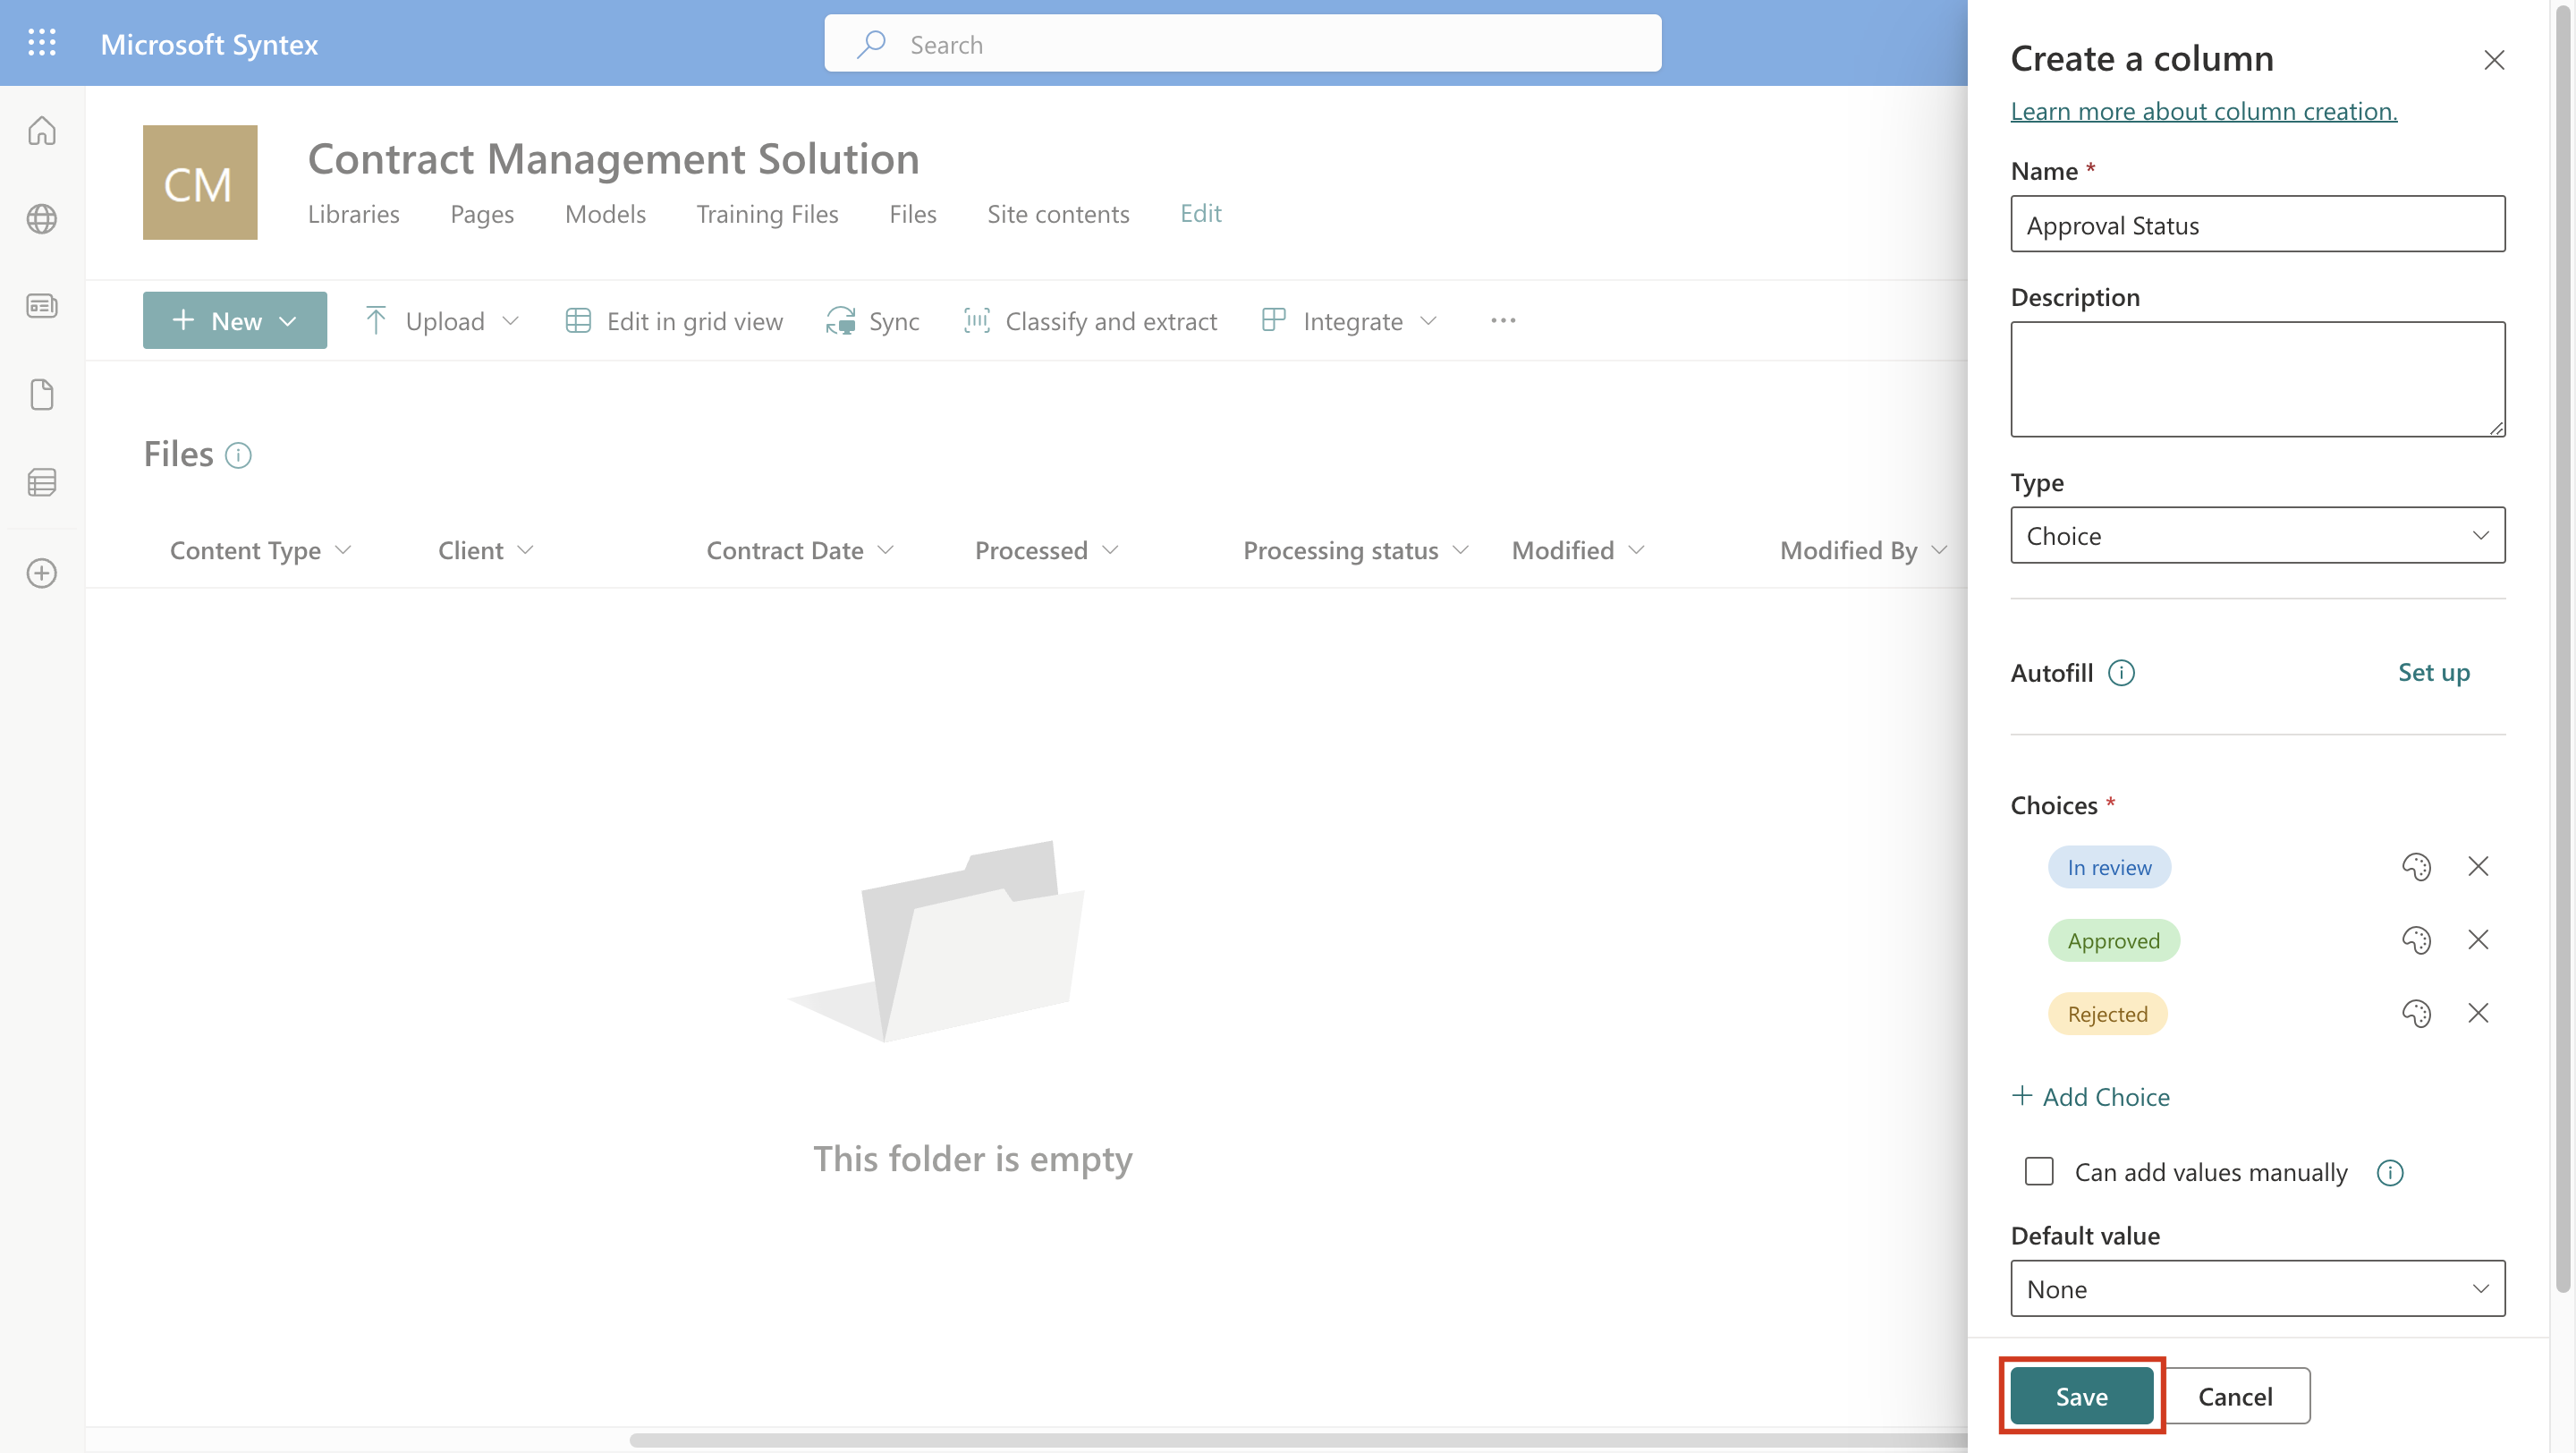 Microsoft Syntex
Search
CM
Contract Management Solution
Libraries Pages Models Training Files Files Site contents Edit
New Upload Edit in grid view Sync Classify and extract Integrate
Files
Content Type Client Contract Date Processed Processing status Modified Modified By
This folder is empty
Create a column
Learn more about column creation.
Name *
Approval Status
Description
Type
Choice
Autofill Set up
Choices *
In review
Approved
Rejected
+ Add Choice
Can add values manually
Default value
None
Save Cancel